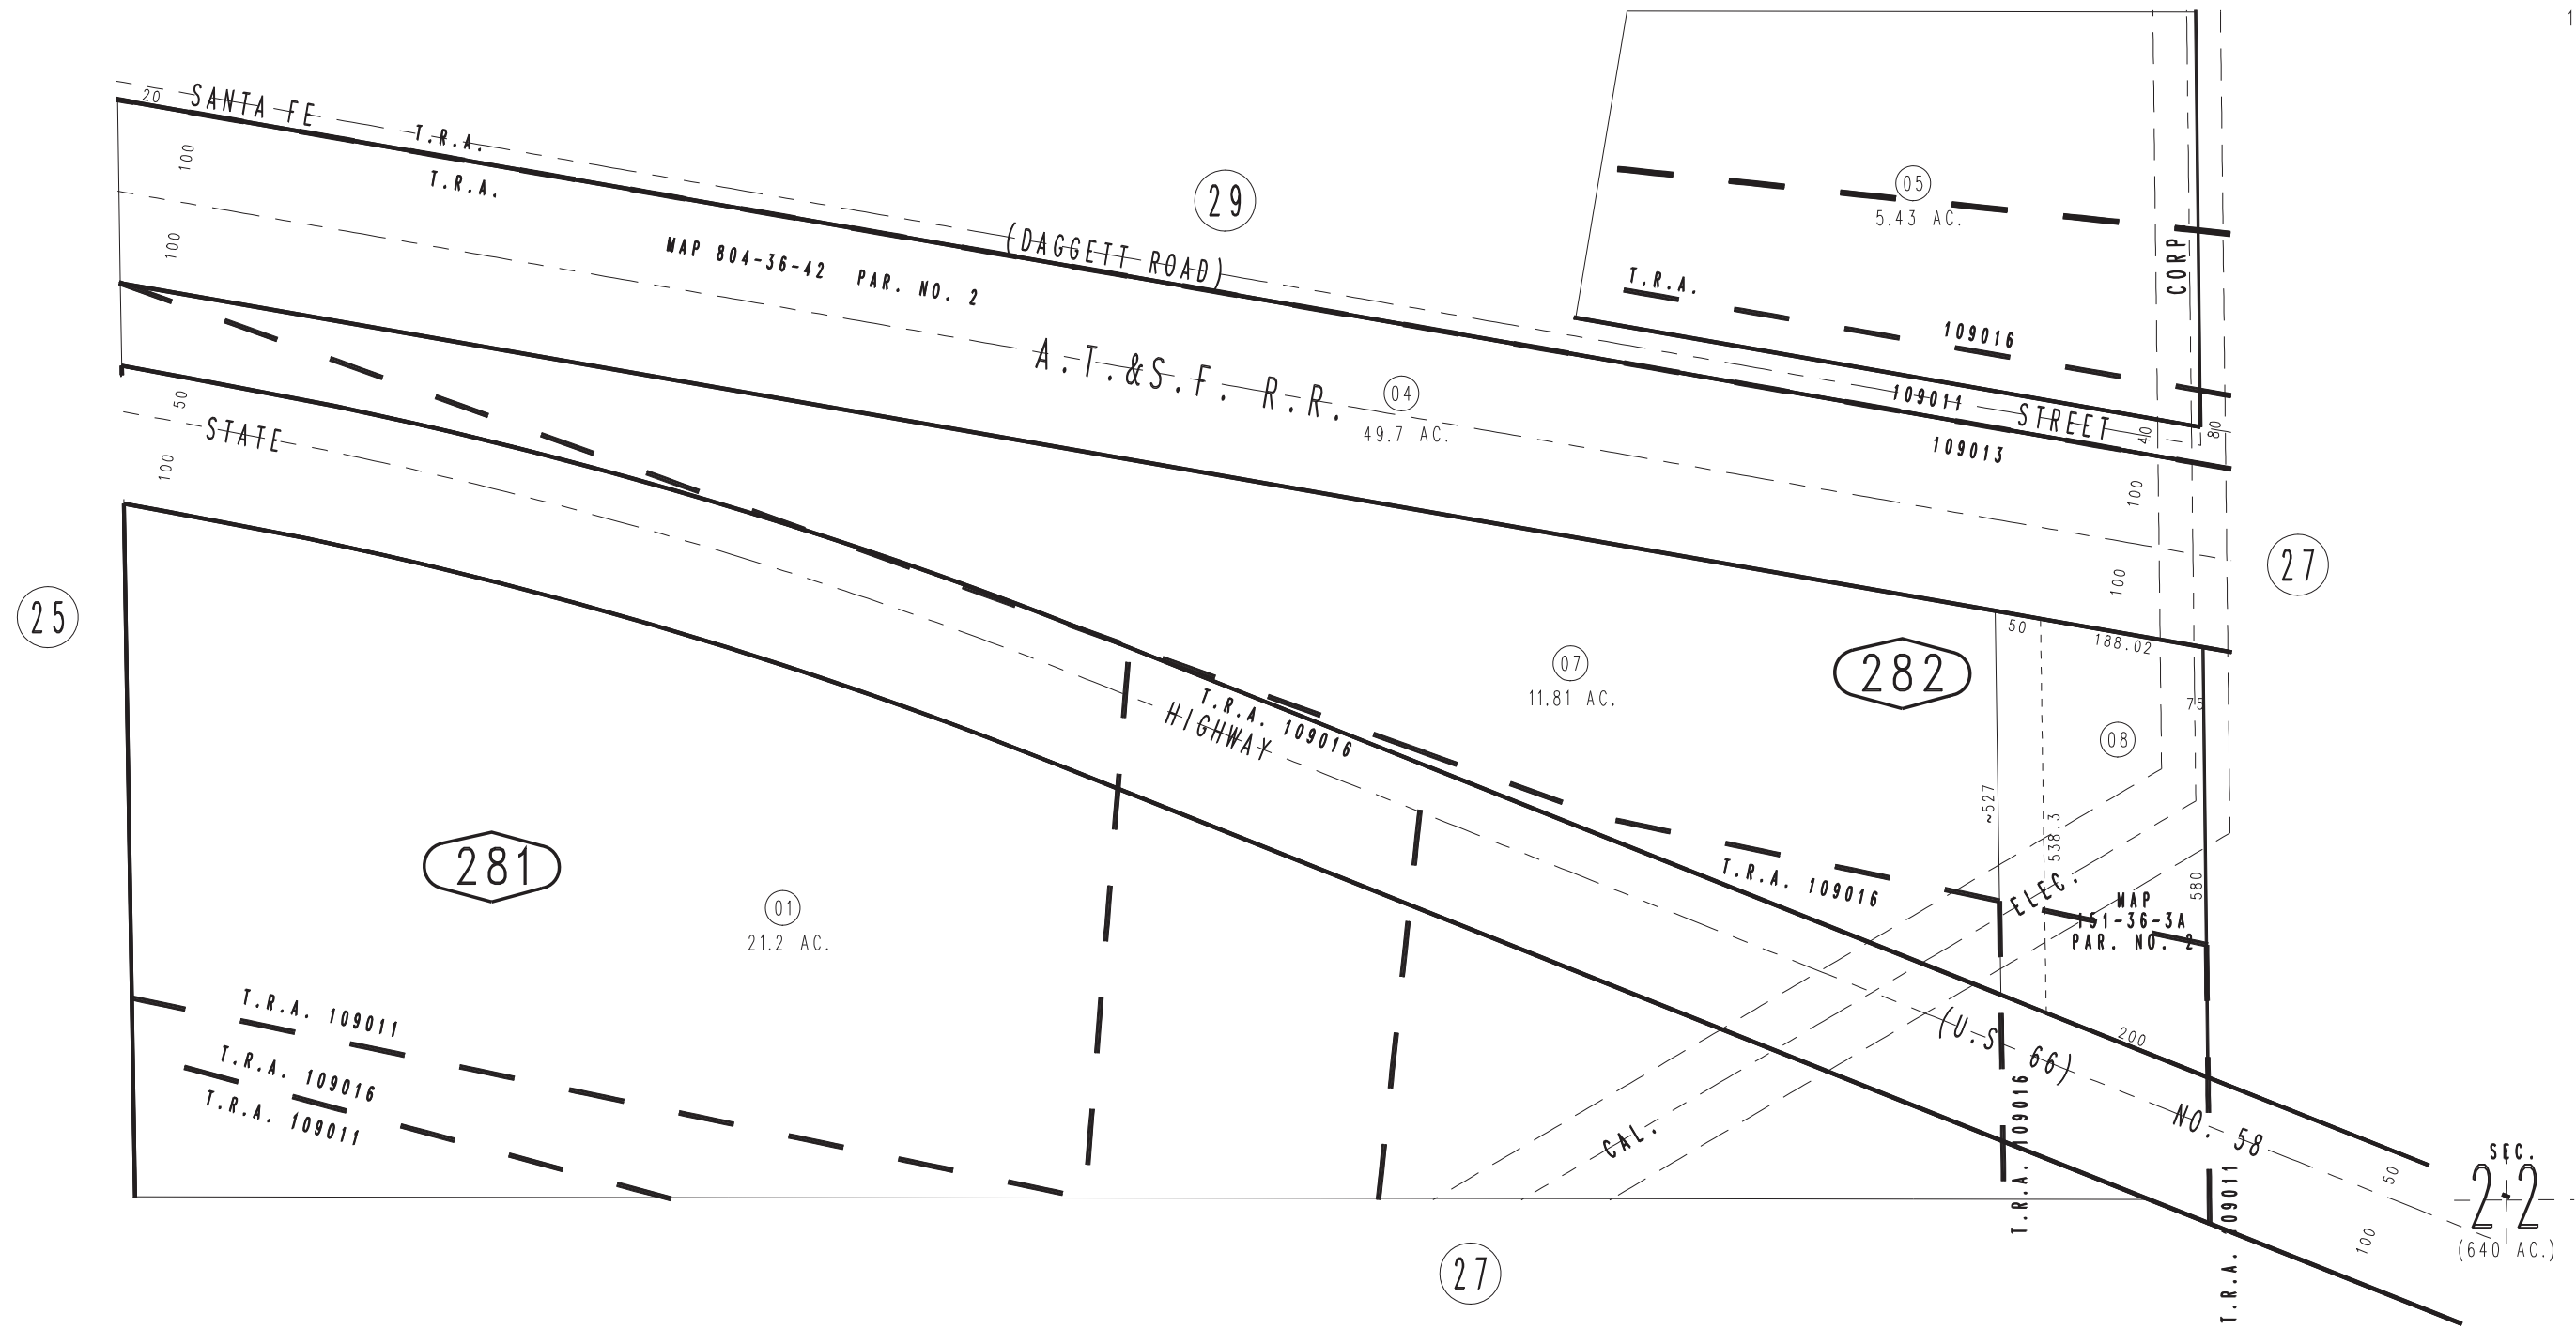 1
20 SANTA FE
T.R.A.
T.R.A.
100
100
29
(DAGGETT ROAD)
MAP 804-36-42 PAR. NO. 2
05
5.43 AC.
CORP
T.R.A.
109016
A.T.&S.F. R.R.
04
49.7 AC.
109011 STREET
109013
40
80
100
100
27
50
STATE
100
25
50
188.02
07
11.81 AC.
282
75
08
T.R.A. 109016
HIGHWAY
~527
538.3
580
281
01
21.2 AC.
T.R.A. 109016
ELEC.
MAP
151-36-3A
PAR. NO. 2
T.R.A. 109011
T.R.A. 109016
T.R.A. 109011
(U.S. 66)
200
NO. 58
CAL.
T.R.A. 109016
T.R.A. 109011
50
100
SEC.
22
(640 AC.)
27